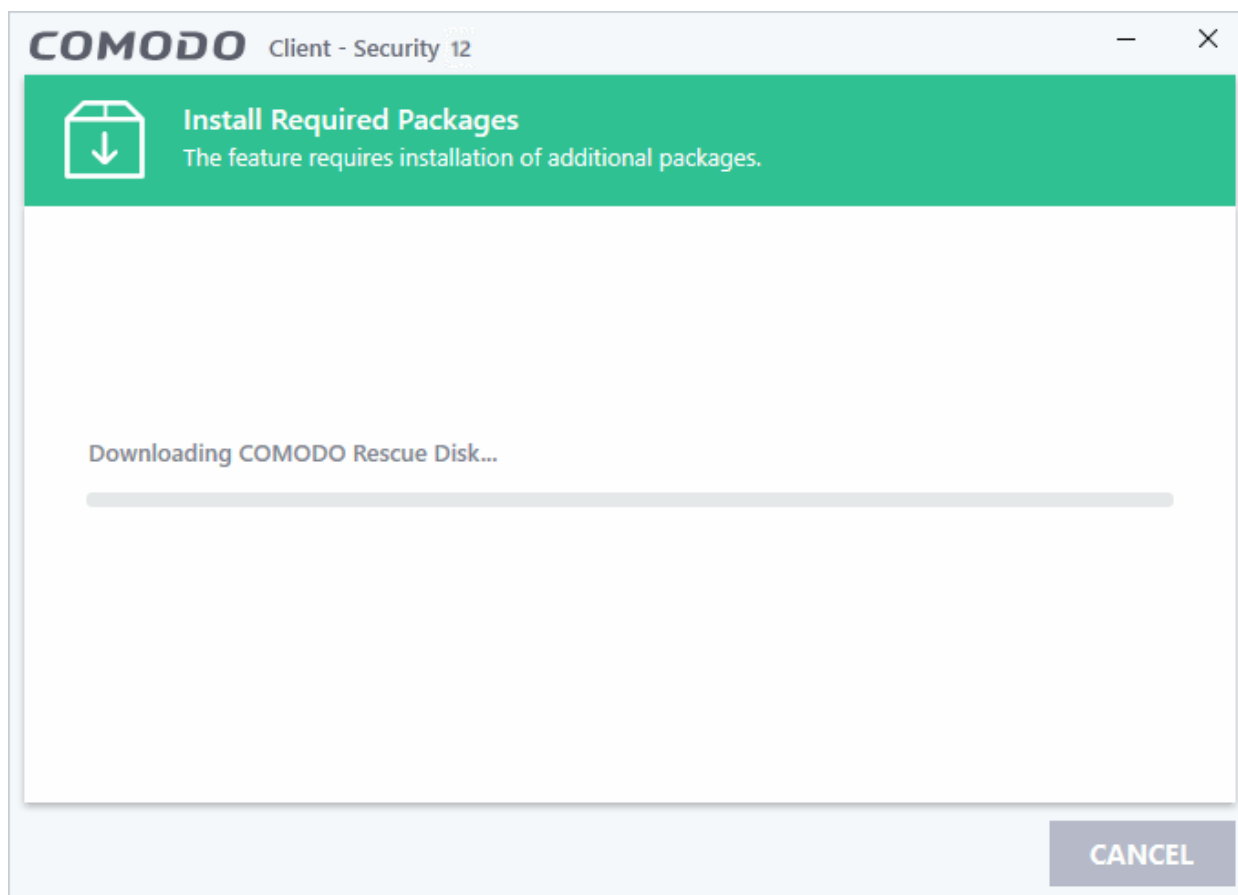 COMODO Client - Security 12
Install Required Packages
The feature requires installation of additional packages.
Downloading COMODO Rescue Disk...
CANCEL